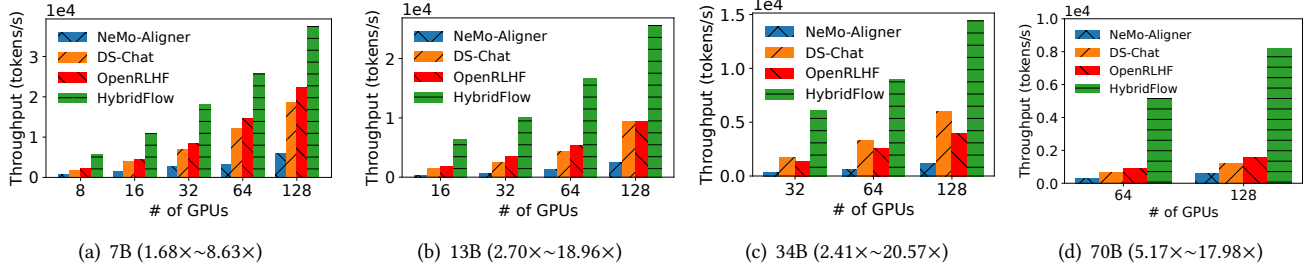 1e4
Throughput (tokens/s)
3
2
1
0
NeMo-Aligner
DS-Chat
OpenRLHF
HybridFlow
8 16 32 64 128
# of GPUs
(a) 7B (1.68×~8.63×)
1e4
Throughput (tokens/s)
2
1
0
NeMo-Aligner
DS-Chat
OpenRLHF
HybridFlow
16 32 64 128
# of GPUs
(b) 13B (2.70×~18.96×)
1e4
Throughput (tokens/s)
1.5
1.0
0.5
0.0
NeMo-Aligner
DS-Chat
OpenRLHF
HybridFlow
32 64 128
# of GPUs
(c) 34B (2.41×~20.57×)
1e4
Throughput (tokens/s)
1.0
0.8
0.6
0.4
0.2
0.0
NeMo-Aligner
DS-Chat
OpenRLHF
HybridFlow
64 128
# of GPUs
(d) 70B (5.17×~17.98×)